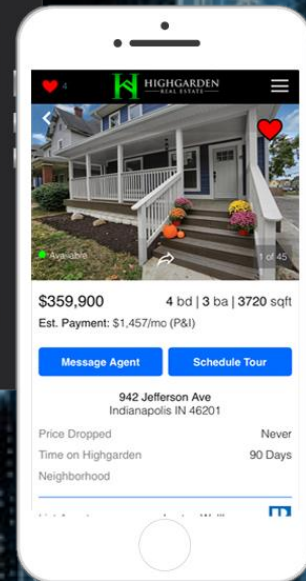 4
HIGHGARDEN
REAL ESTATE
Available
1 of 45
$359,900
4 bd | 3 ba | 3720 sqft
Est. Payment: $1,457/mo (P&I)
Message Agent
Schedule Tour
942 Jefferson Ave
Indianapolis IN 46201
Price Dropped
Never
Time on Highgarden
90 Days
Neighborhood